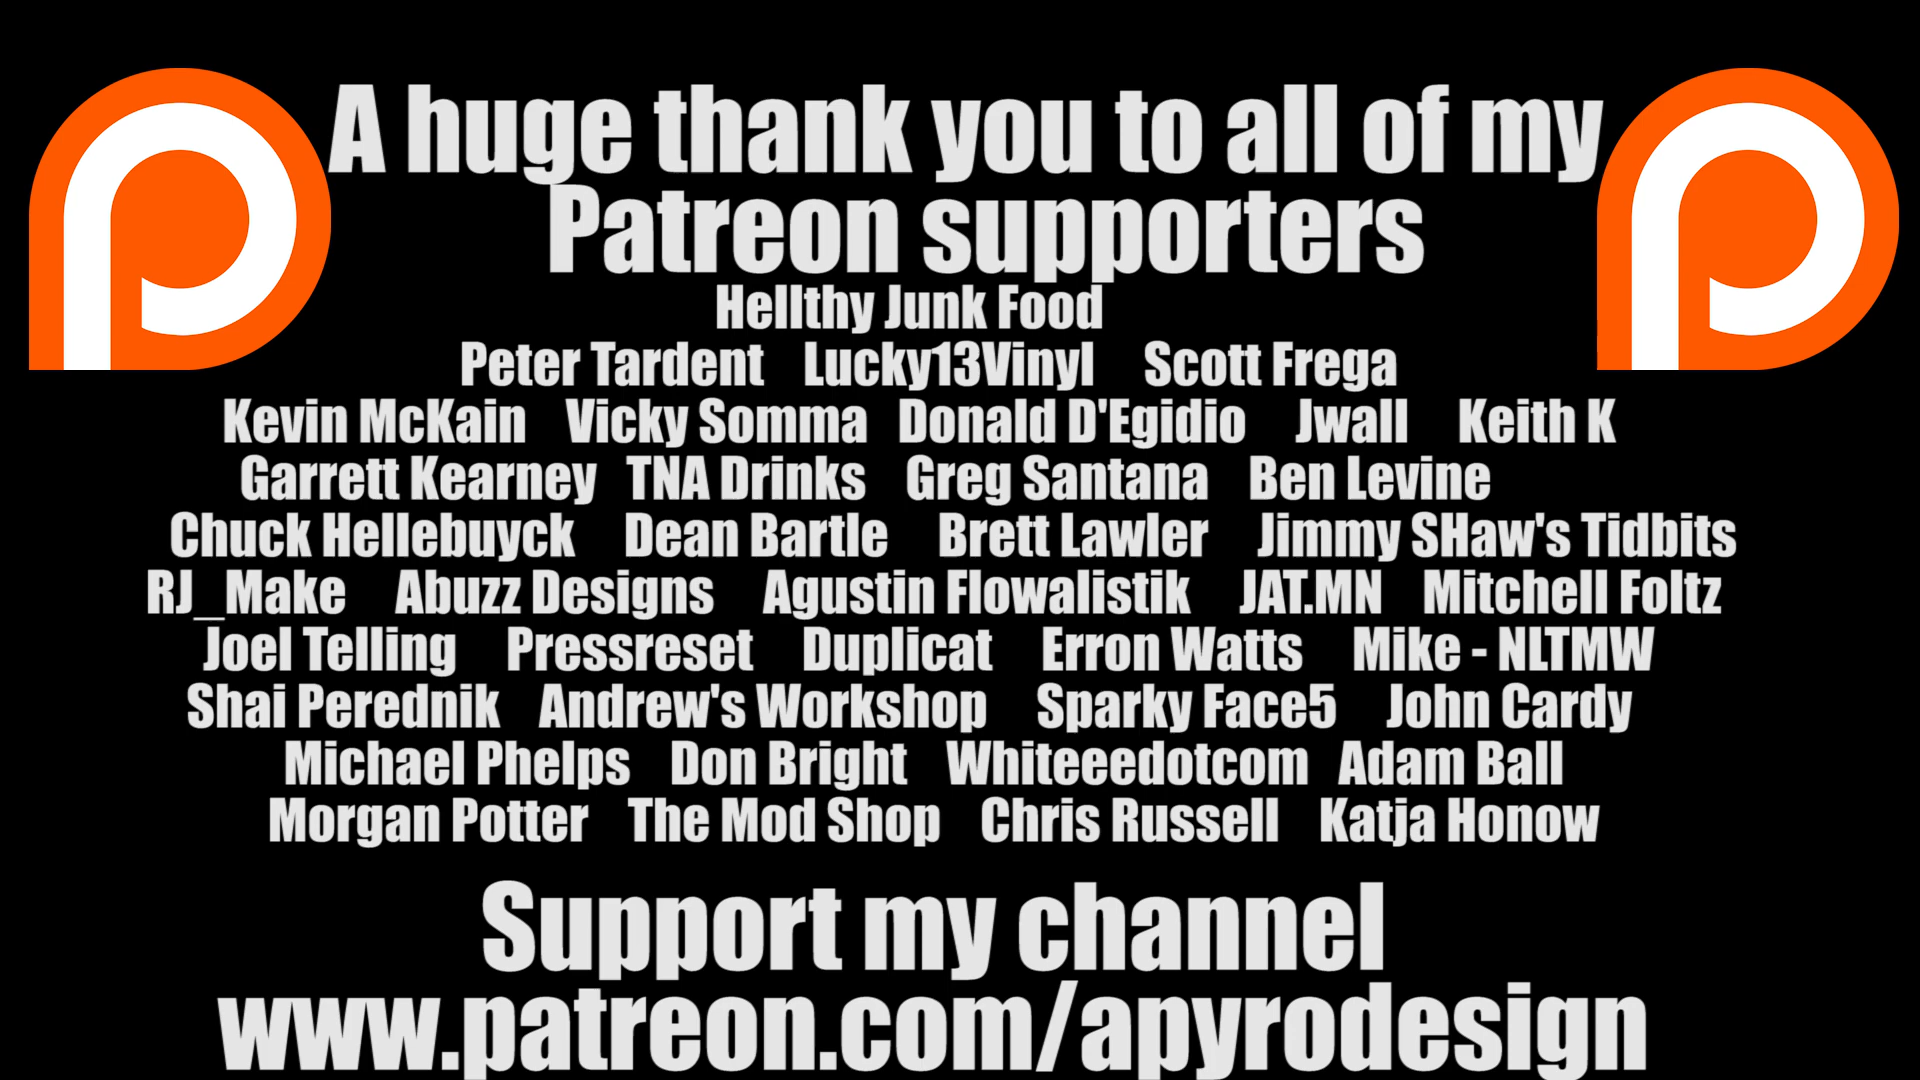 A huge thank you to all of my
Patreon supporters
Hellthy Junk Food
Peter Tardent Lucky13Vinyl Scott Frega
Kevin McKain Vicky Somma Donald D'Egidio Jwall Keith K
Garrett Kearney TNA Drinks Greg Santana Ben Levine
Chuck Hellebuyck Dean Bartle Brett Lawler Jimmy SHaw's Tidbits
RJ_Make Abuzz Designs Agustin Flowalistik JAT.MN Mitchell Foltz
Joel Telling Pressreset Duplicat Erron Watts Mike - NLTMW
Shai Perednik Andrew's Workshop Sparky Face5 John Cardy
Michael Phelps Don Bright Whiteeedotcom Adam Ball
Morgan Potter The Mod Shop Chris Russell Katja Honow
Support my channel
www.patreon.com/apyrodesign